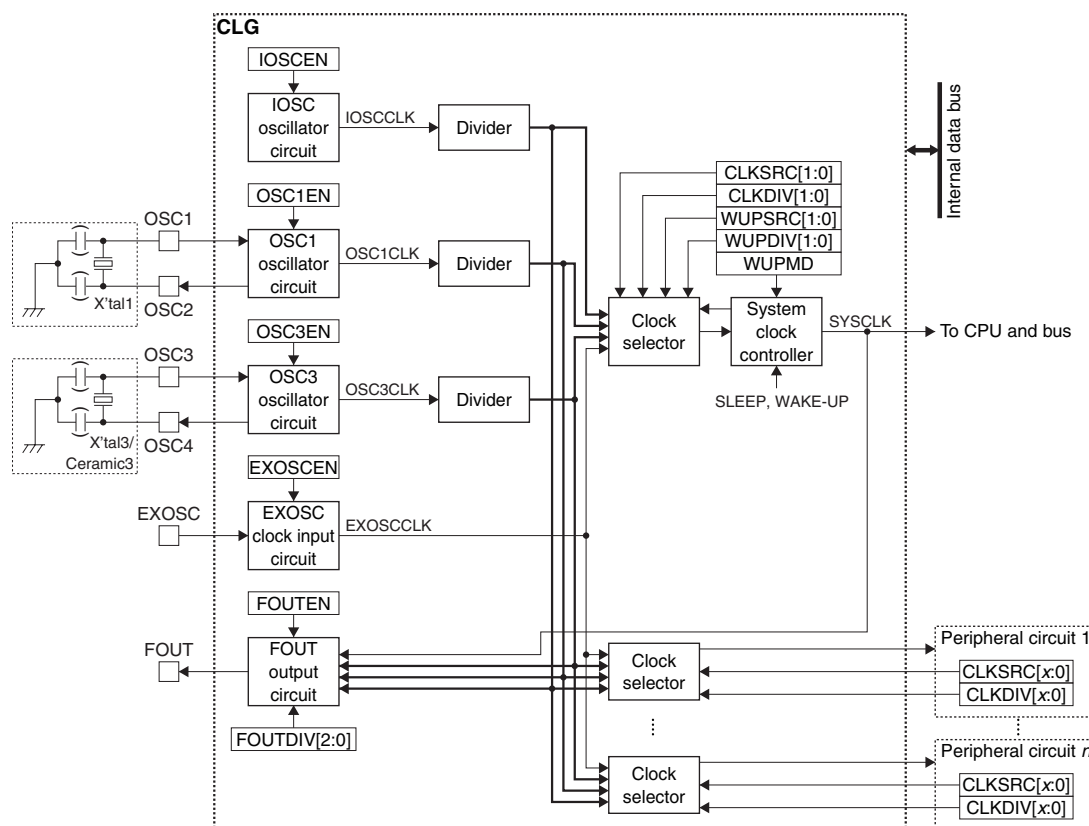 CLG
IOSCEN
IOSC
oscillator
circuit
IOSCCLK
Divider
Internal data bus
CLKSRC[1:0]
CLKDIV[1:0]
WUPSRC[1:0]
WUPDIV[1:0]
WUPMD
OSC1EN
OSC1
OSC1
oscillator
circuit
OSC1CLK
Divider
X'tal1
OSC2
Clock
selector
System
clock
controller
SYSCLK
To CPU and bus
SLEEP, WAKE-UP
OSC3EN
OSC3
OSC3
oscillator
circuit
OSC3CLK
Divider
X'tal3/
Ceramic3
OSC4
EXOSCEN
EXOSC
EXOSC
clock input
circuit
EXOSCCLK
FOUTEN
FOUT
FOUT
output
circuit
FOUTDIV[2:0]
Clock
selector
Peripheral circuit 1
CLKSRC[x:0]
CLKDIV[x:0]
Clock
selector
Peripheral circuit n
CLKSRC[x:0]
CLKDIV[x:0]